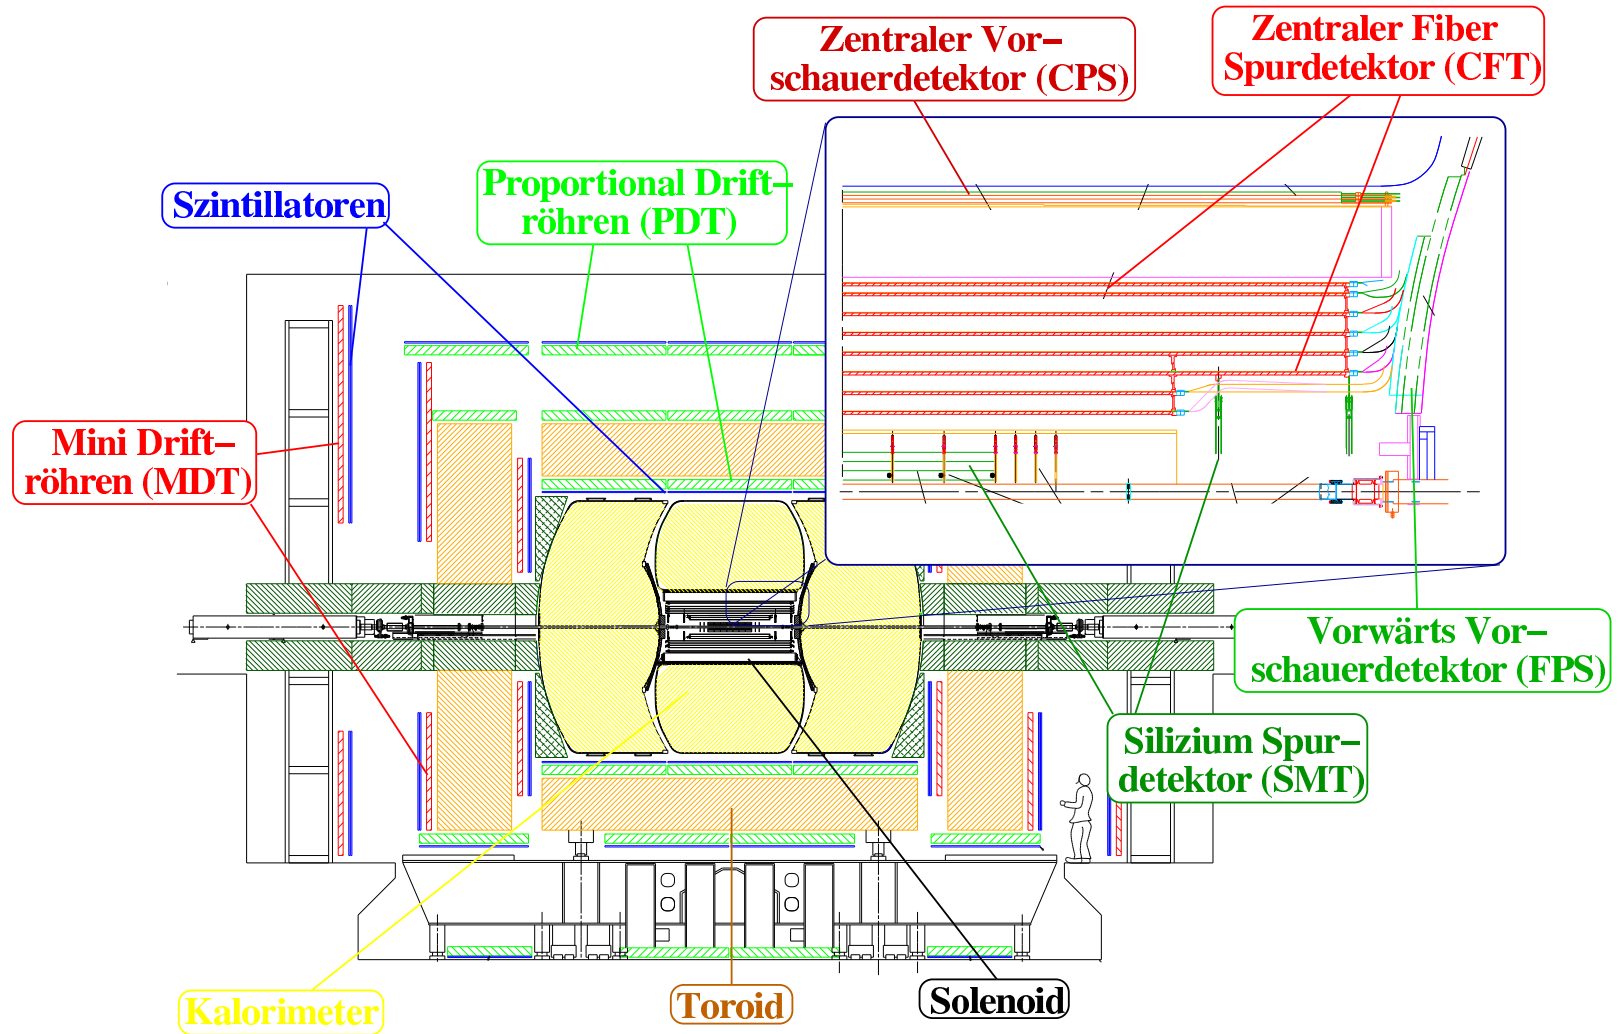 Zentraler Vor–
schauerdetektor (CPS)
Zentraler Fiber
Spurdetektor (CFT)
Szintillatoren
Proportional Drift–
röhren (PDT)
Mini Drift–
röhren (MDT)
Vorwärts Vor–
schauerdetektor (FPS)
Silizium Spur–
detektor (SMT)
Kalorimeter
Toroid
Solenoid